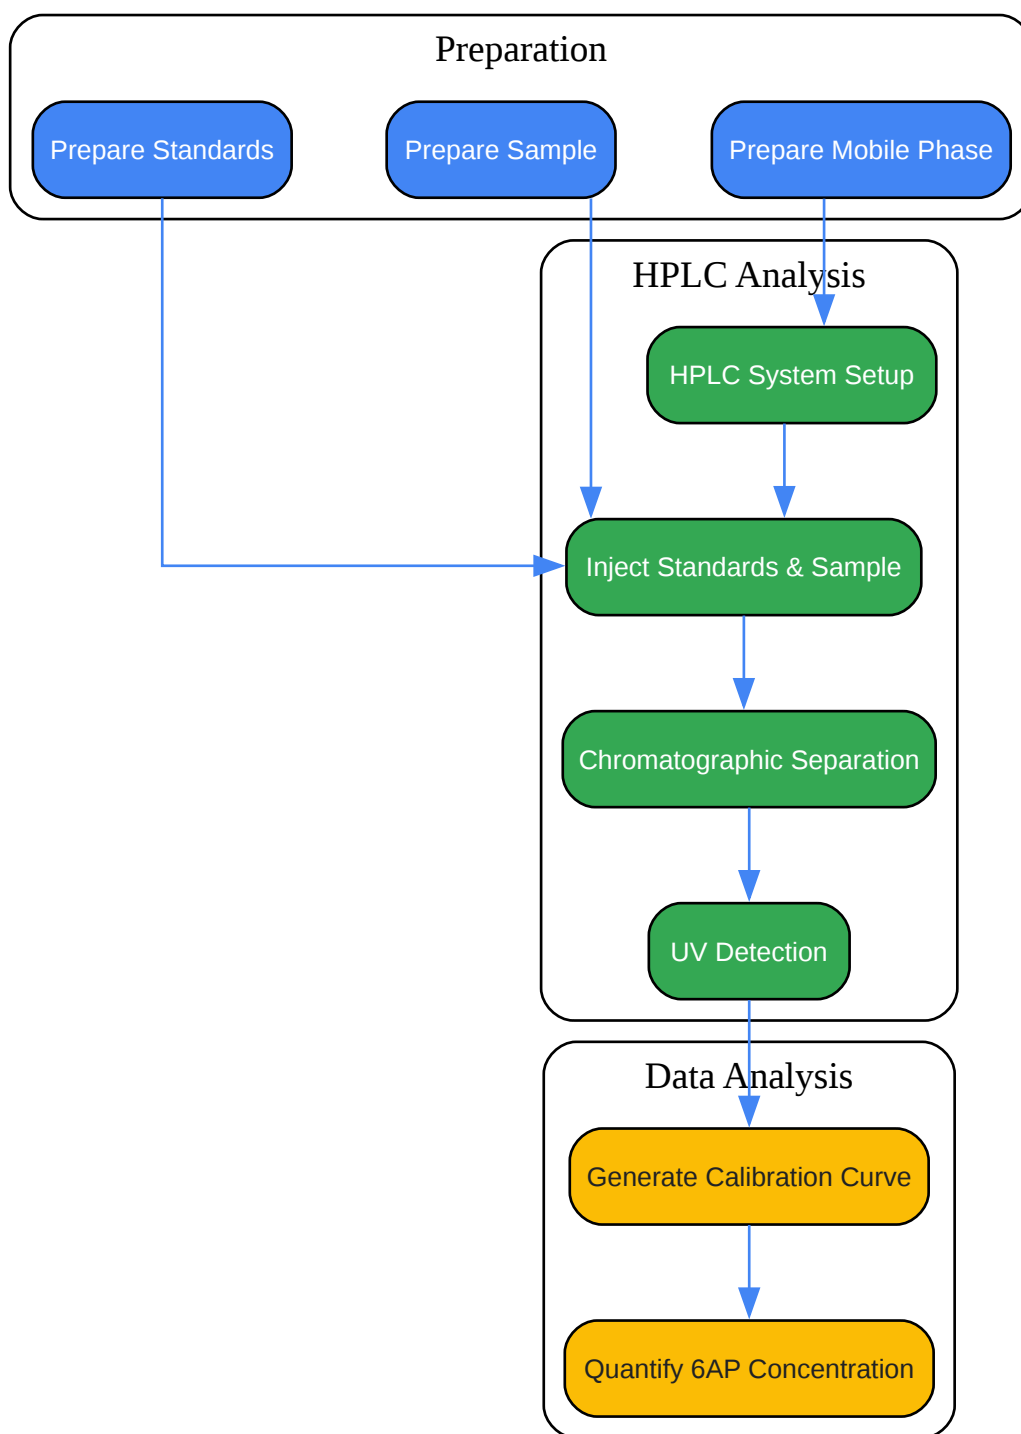 Preparation
Prepare Standards
Prepare Sample
Prepare Mobile Phase
HPLC Analysis
HPLC System Setup
Inject Standards & Sample
Chromatographic Separation
UV Detection
Data Analysis
Generate Calibration Curve
Quantify 6AP Concentration